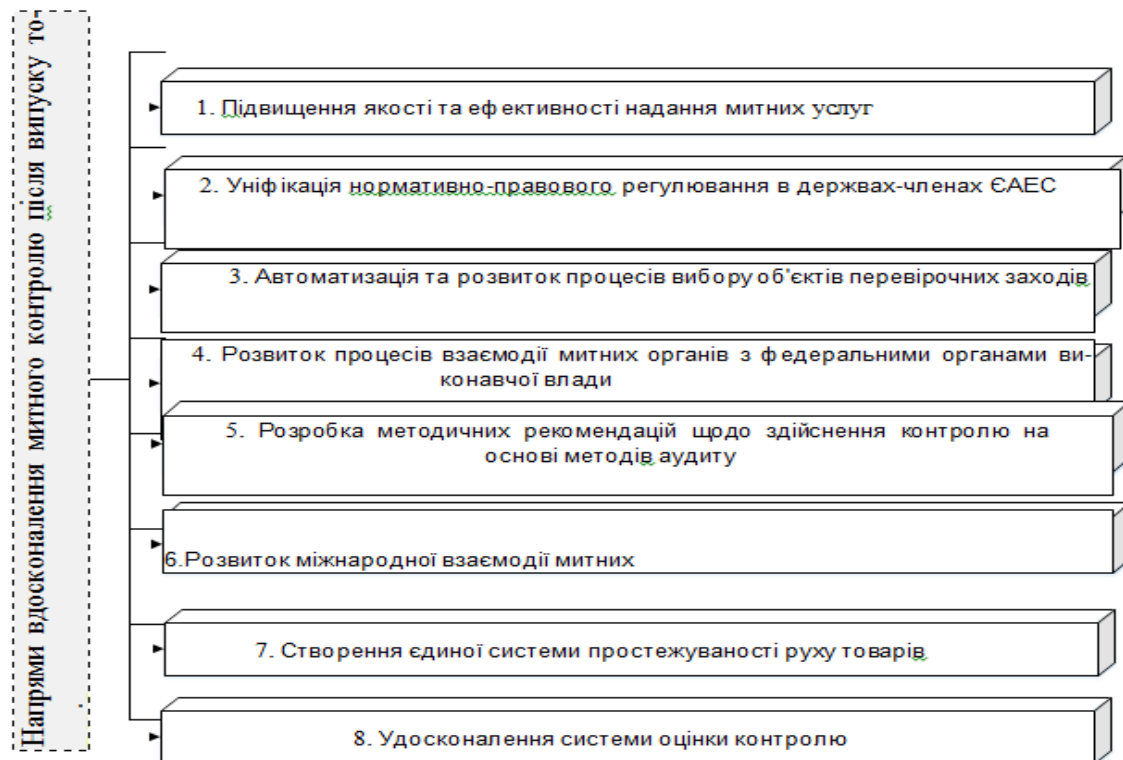 Напрями вдосконалення митного контролю після випуску то-
1. Підвищення якості та ефективності надання митних услуг
2. Уніфікація нормативно-правового регулювання в держвах-членах ЄАЕС
3. Автоматизація та розвиток процесів вибору об'єктів перевірочних заходів
4. Розвиток процесів взаємодії митних органів з федеральними органами ви-
конавчої влади
5. Розробка методичних рекомендацій щодо здійснення контролю на
основі методів аудиту
6.Розвиток міжнародної взаємодії митних
7. Створення єдиної системи простежуваності руху товарів
8. Удосконалення системи оцінки контролю